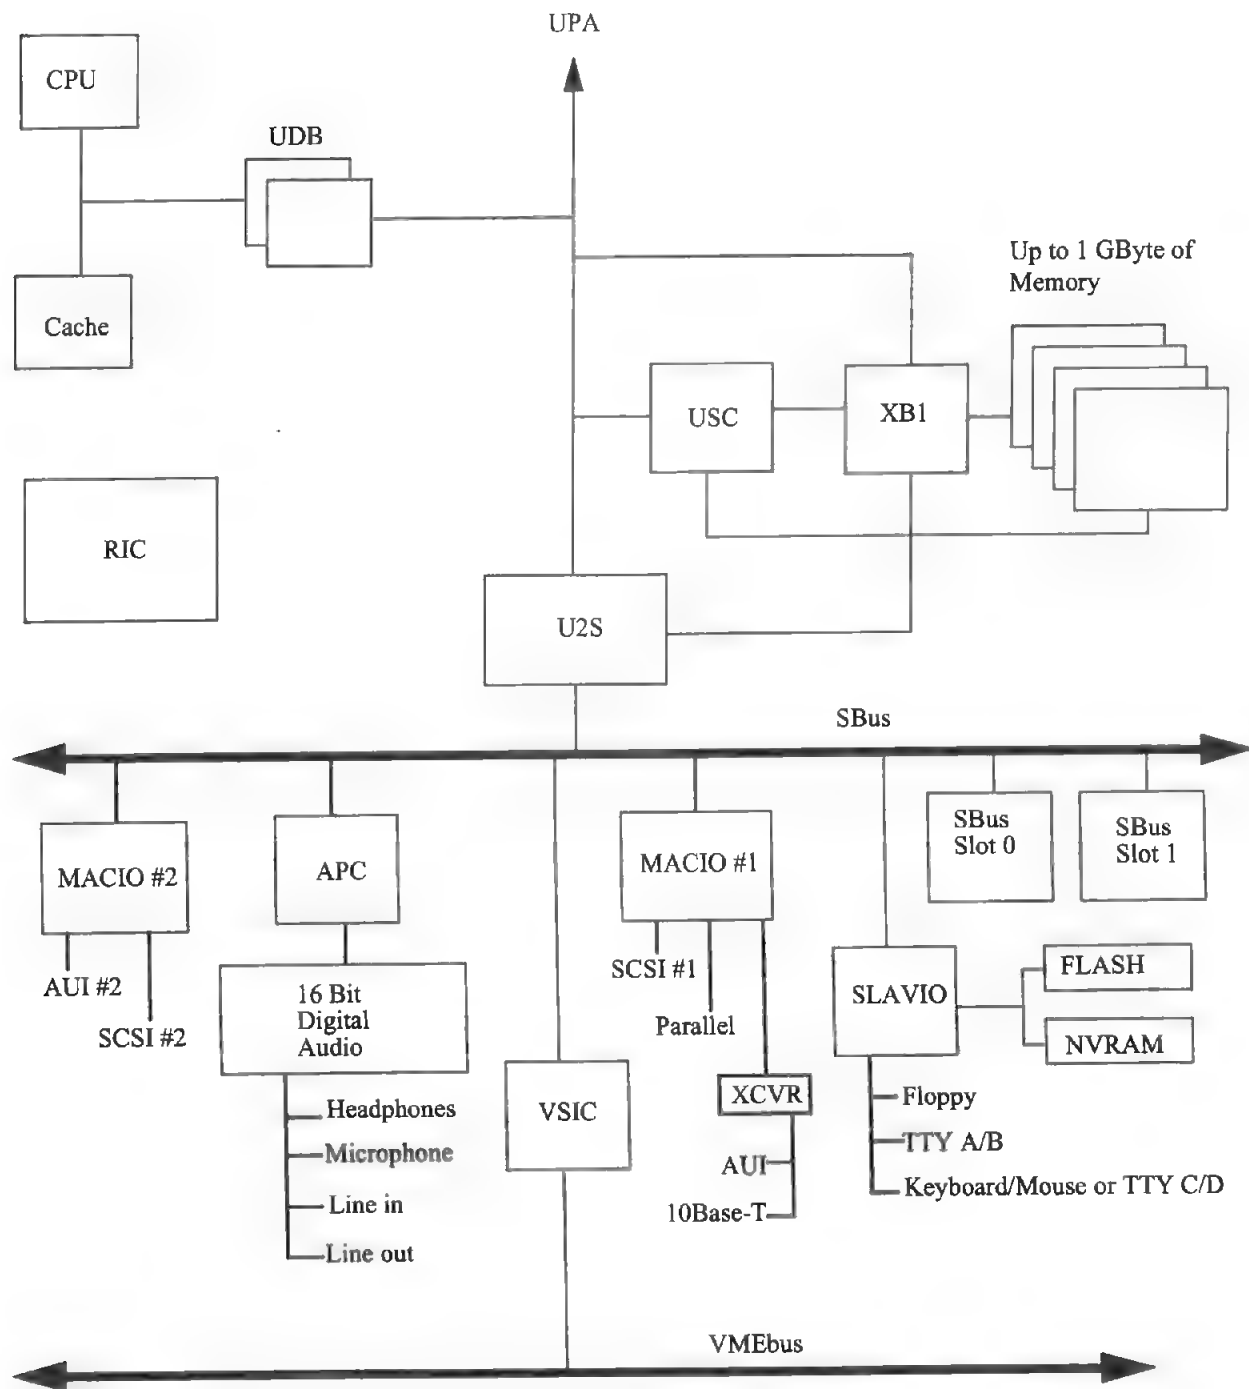 UPA
CPU
UDB
Up to 1 GByte of
Memory
Cache
USC
XB1
RIC
U2S
SBus
MACIO #2
APC
MACIO #1
SBus
Slot 0
SBus
Slot 1
AUI #2
SCSI #2
16 Bit
Digital
Audio
SCSI #1
Parallel
SLAVIO
FLASH
NVRAM
Headphones
Microphone
Line in
Line out
VSIC
XCVR
AUI
10Base-T
Floppy
TTY A/B
Keyboard/Mouse or TTY C/D
VMEbus